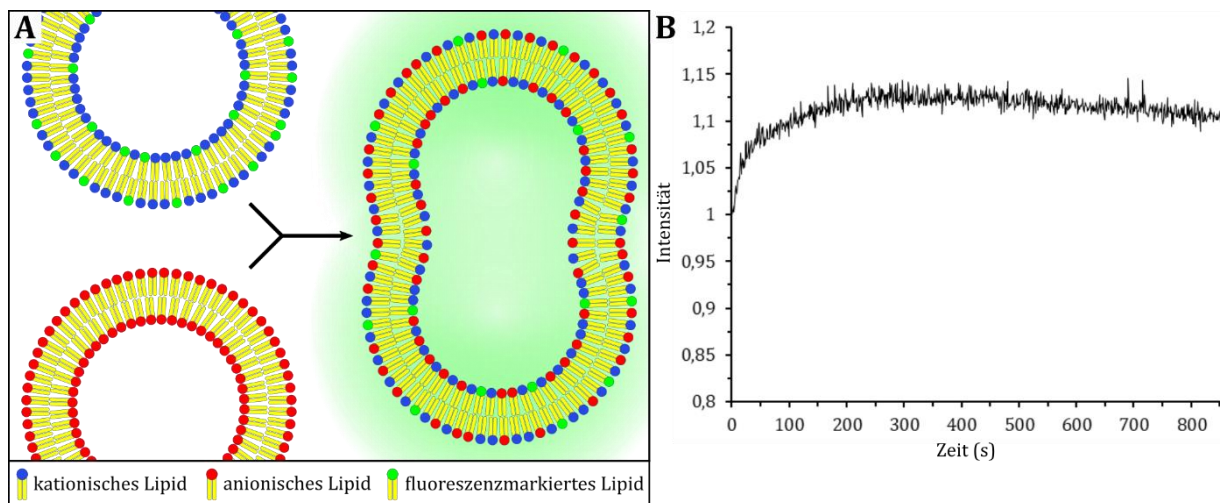 A
kationisches Lipid
anionisches Lipid
fluoreszenzmarkiertes Lipid
B
Intensität
1,2
1,15
1,1
1,05
1
0,95
0,9
0,85
0,8
0 100 200 300 400 500 600 700 800
Zeit (s)